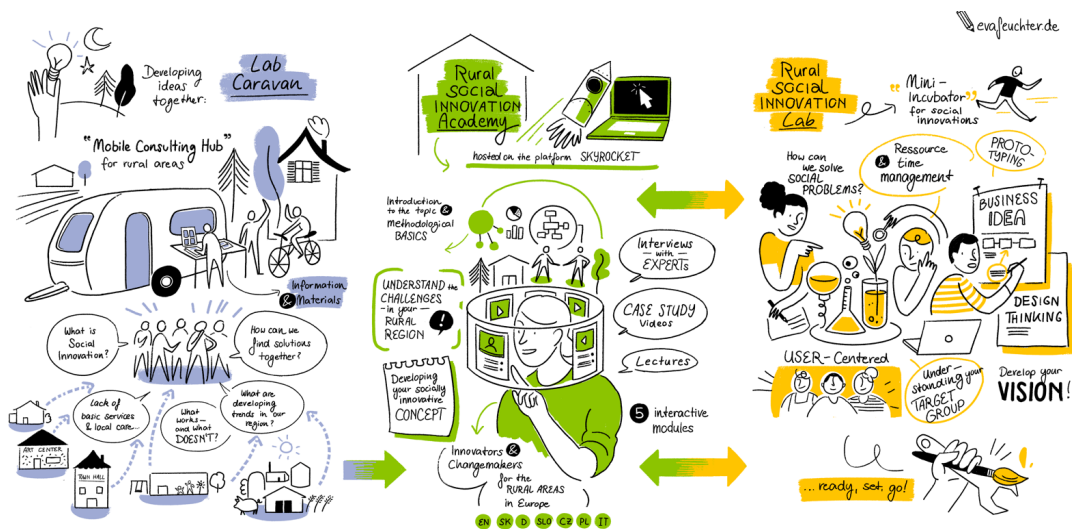 evafeuchter.de
Developing
ideas
together:
Lab
Caravan
"Mobile Consulting Hub"
for rural areas
Information
& Materials
What is
Social
Innovation?
How can we
find solutions
together?
Lack of
basic services
& local care...
What
works –
and what
DOESN'T?
What are
developing
trends in our
region?
ART CENTER
TOWN HALL
Rural
SOCIAL
INNOVATION
Academy
hosted on the platform SKYROCKET
Introduction
to the topic &
methodological
BASICS
UNDERSTAND the
CHALLENGES
– in your –
RURAL
REGION
!
Developing
your socially
innovative
CONCEPT
Interviews
– with –
EXPERTs
CASE STUDY
Videos
Lectures
5 interactive
modules
Innovators &
Changemakers
for the
RURAL AREAS
in Europe
EN SK D SLO CZ PL IT
Rural
SOCIAL
INNOVATION
Lab
"Mini-
Incubator"
for social
innovations
How can
we solve
SOCIAL
PROBLEMS?
Ressource
& time
management
PROTO-
TYPING
BUSINESS
IDEA
DESIGN
THINKING
USER-Centered
Under-
standing your
TARGET
GROUP
Develop your
VISION!
...ready, set, go!